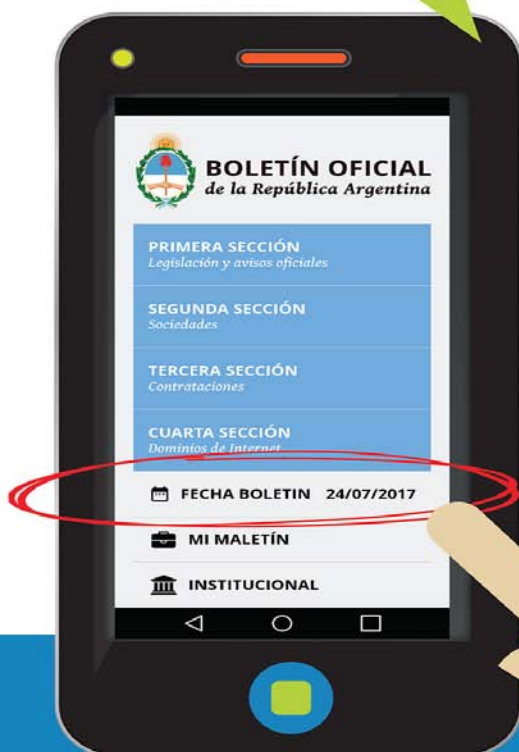 BOLETÍN OFICIAL
de la República Argentina
PRIMERA SECCIÓN
Legislación y avisos oficiales
SEGUNDA SECCIÓN
Sociedades
TERCERA SECCIÓN
Contrataciones
CUARTA SECCIÓN
Dominios de Internet
FECHA BOLETIN 24/07/2017
MI MALETÍN
INSTITUCIONAL